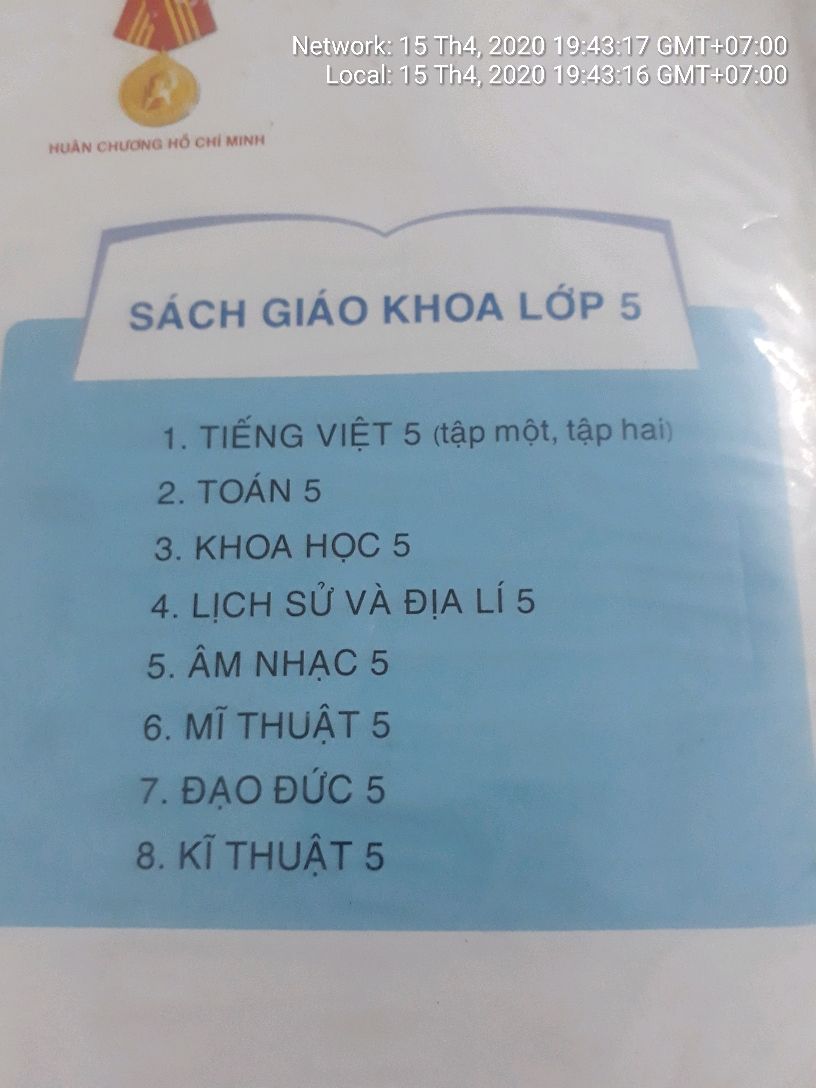 Network: 15 Th4, 2020 19:43:17 GMT+07:00
Local: 15 Th4, 2020 19:43:16 GMT+07:00
HUÂN CHƯƠNG HỒ CHÍ MINH
SÁCH GIÁO KHOA LỚP 5
1. TIẾNG VIỆT 5 (tập một, tập hai)
2. TOÁN 5
3. KHOA HỌC 5
4. LỊCH SỬ VÀ ĐỊA LÍ 5
5. ÂM NHẠC 5
6. MĨ THUẬT 5
7. ĐẠO ĐỨC 5
8. KĨ THUẬT 5